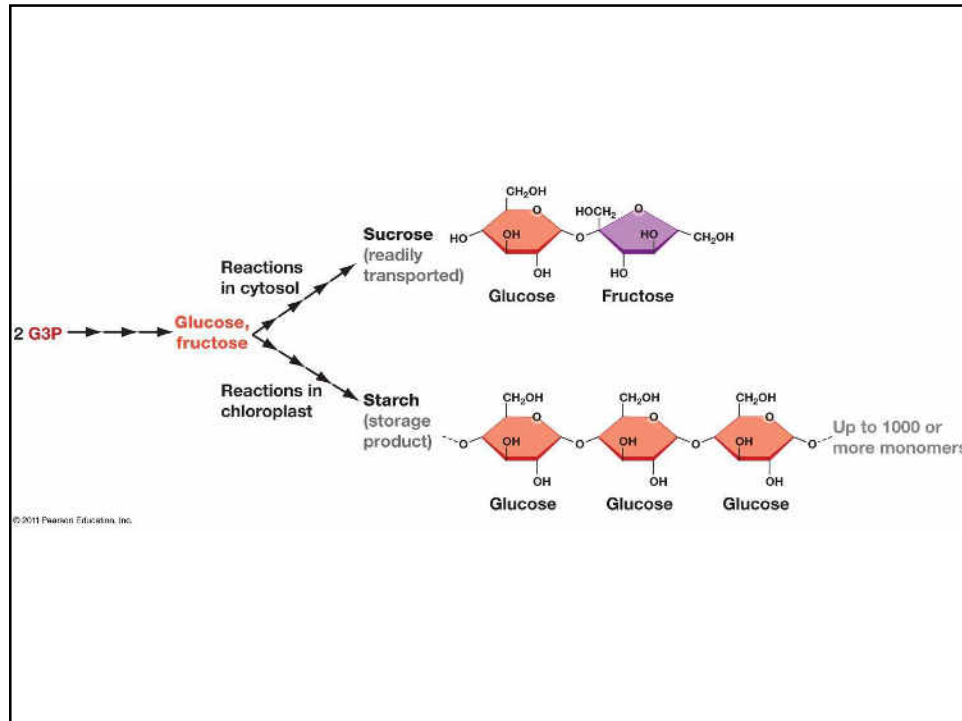 2 G3P
Glucose,
fructose
Reactions
in cytosol
Sucrose
(readily
transported)
CH2OH
O
HO
OH
OH
O
Glucose
HOCH2
O
HO
HO
CH2OH
Fructose
Reactions in
chloroplast
Starch
(storage
product)
O
CH2OH
O
OH
OH
O
Glucose
CH2OH
O
OH
OH
O
Glucose
CH2OH
O
OH
OH
O
Glucose
Up to 1000 or
more monomers
© 2011 Pearson Education, Inc.